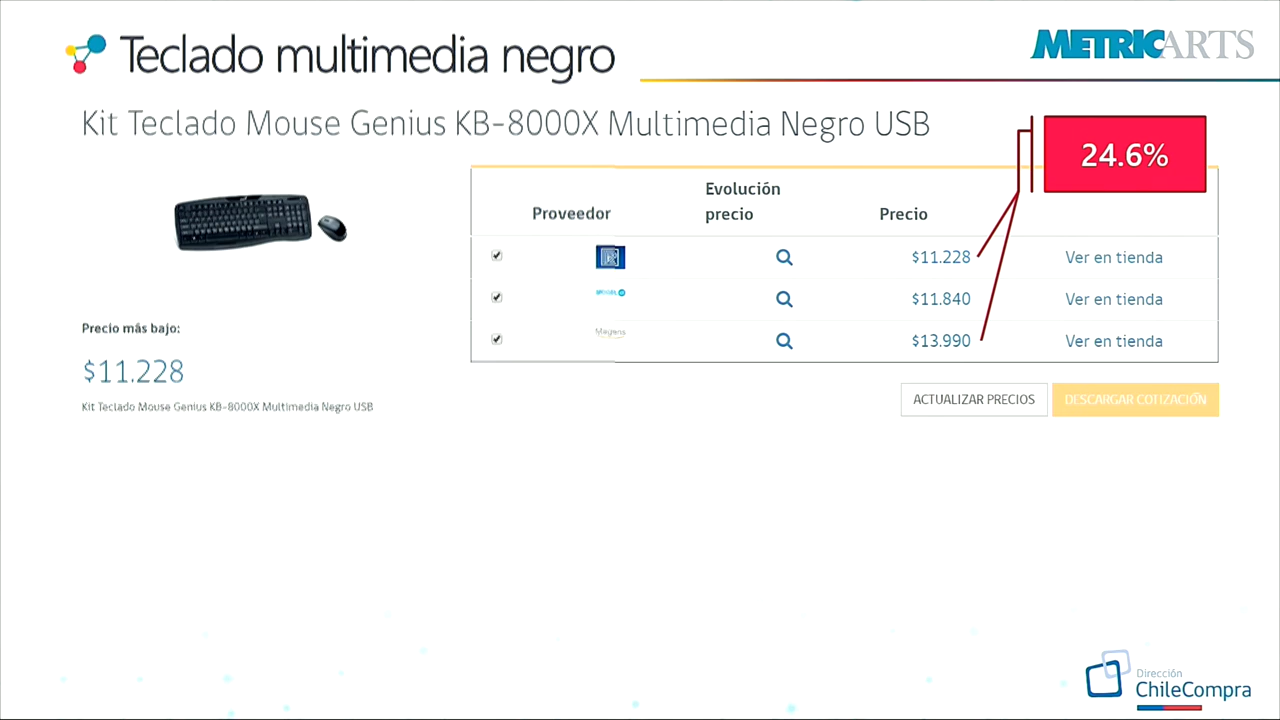 Teclado multimedia negro
METRICARTS
Kit Teclado Mouse Genius KB-8000X Multimedia Negro USB
24.6%
Proveedor
Evolución
precio
Precio
$11.228
Ver en tienda
$11.840
Ver en tienda
Magens
$13.990
Ver en tienda
Precio más bajo:
$11.228
Kit Teclado Mouse Genius KB-8000X Multimedia Negro USB
ACTUALIZAR PRECIOS
DESCARGAR COTIZACIÓN
Dirección
ChileCompra